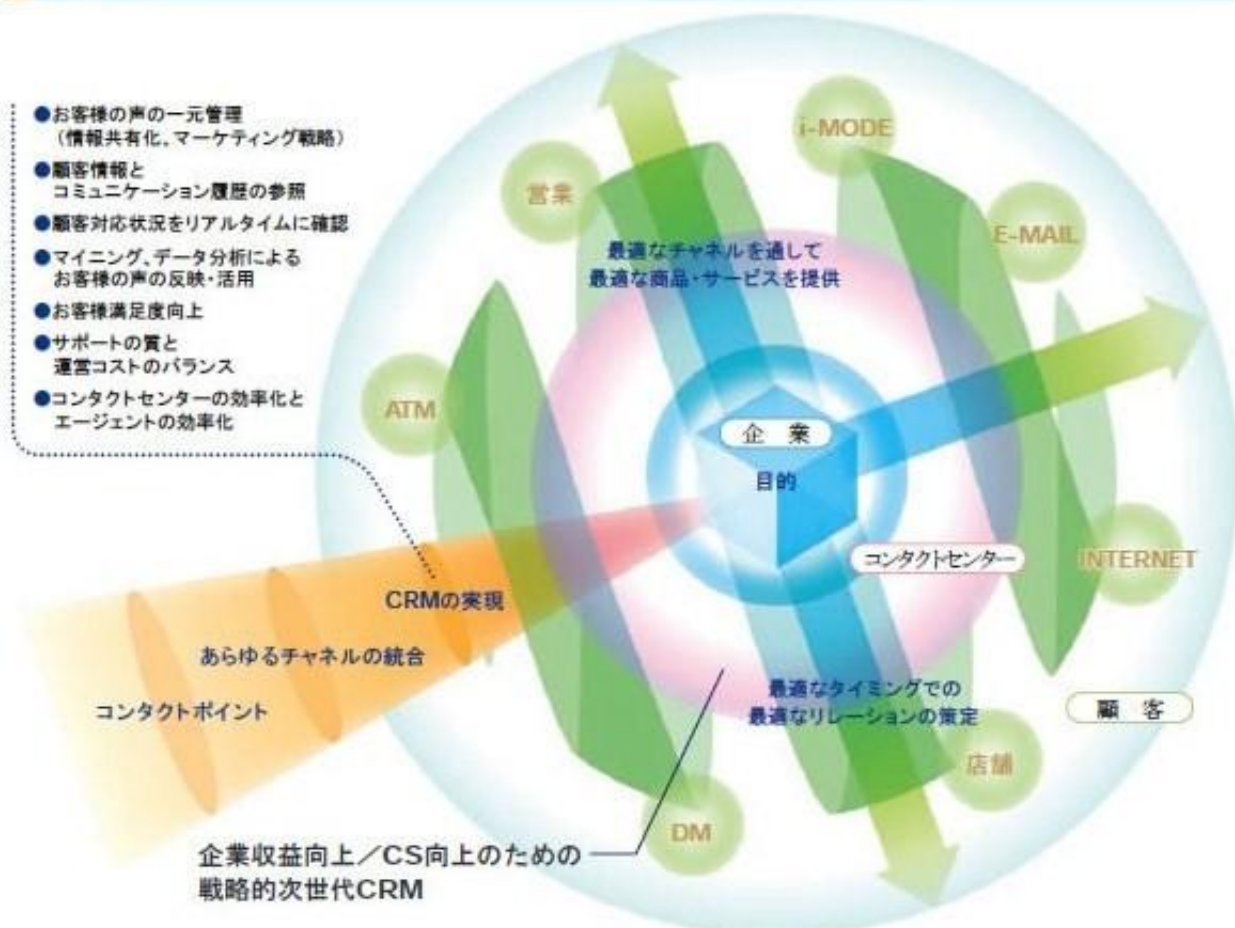 ●お客様の声の一元管理
(情報共有化、マーケティング戦略)
●顧客情報と
コミュニケーション履歴の参照
●顧客対応状況をリアルタイムに確認
●マイニング、データ分析による
お客様の声の反映・活用
●お客様満足度向上
●サポートの質と
運営コストのバランス
●コンタクトセンターの効率化と
エージェントの効率化
i-MODE
営業
E-MAIL
最適なチャネルを通して
最適な商品・サービスを提供
ATM
企業
目的
コンタクトセンター
INTERNET
CRMの実現
あらゆるチャネルの統合
コンタクトポイント
最適なタイミングでの
最適なリレーションの策定
顧客
店舗
DM
企業収益向上／CS向上のための
戦略的次世代CRM